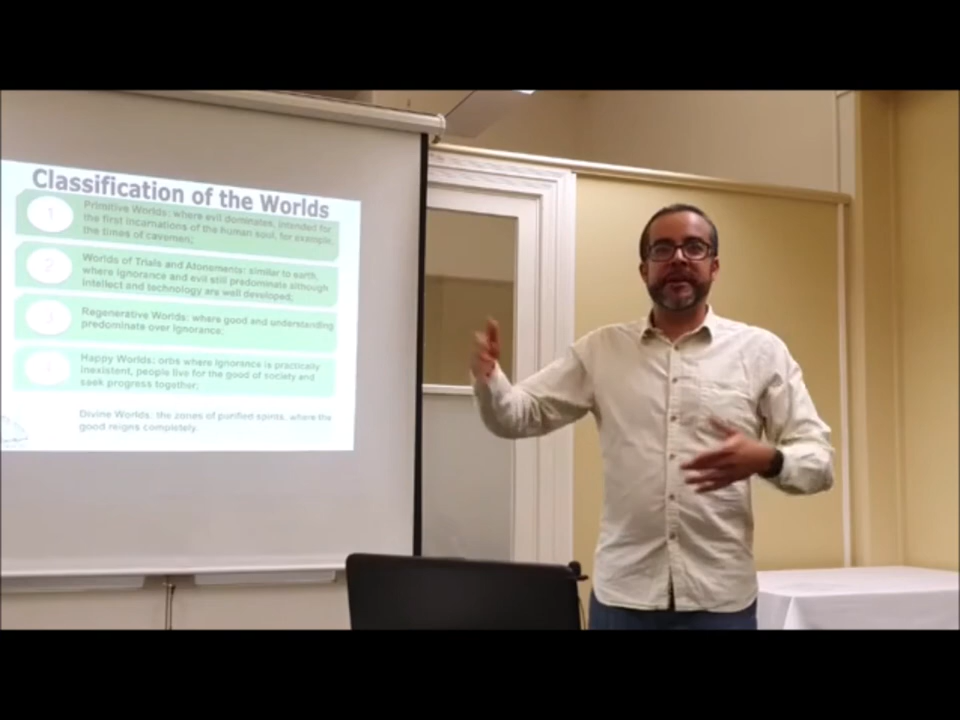 Classification of the Worlds
1
Primitive Worlds: where evil dominates, intended for
the first incarnations of the human soul, for example,
the times of cavemen;
2
Worlds of Trials and Atonements: similar to earth,
where ignorance and evil still predominate although
intellect and technology are well developed;
3
Regenerative Worlds: where good and understanding
predominate over ignorance;
4
Happy Worlds: orbs where ignorance is practically
inexistent, people live for the good of society and
seek progress together;
Divine Worlds: the zones of purified spirits, where the
good reigns completely.